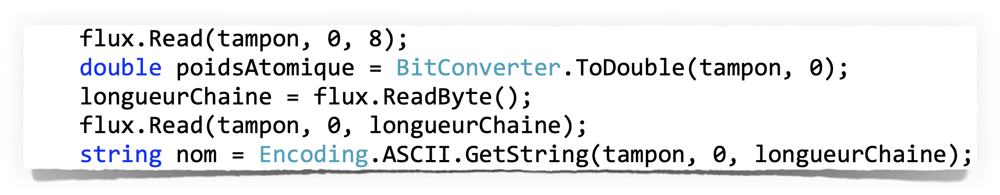 flux.Read(tampon, 0, 8);
double poidsAtomique = BitConverter.ToDouble(tampon, 0);
longueurChaine = flux.ReadByte();
flux.Read(tampon, 0, longueurChaine);
string nom = Encoding.ASCII.GetString(tampon, 0, longueurChaine);